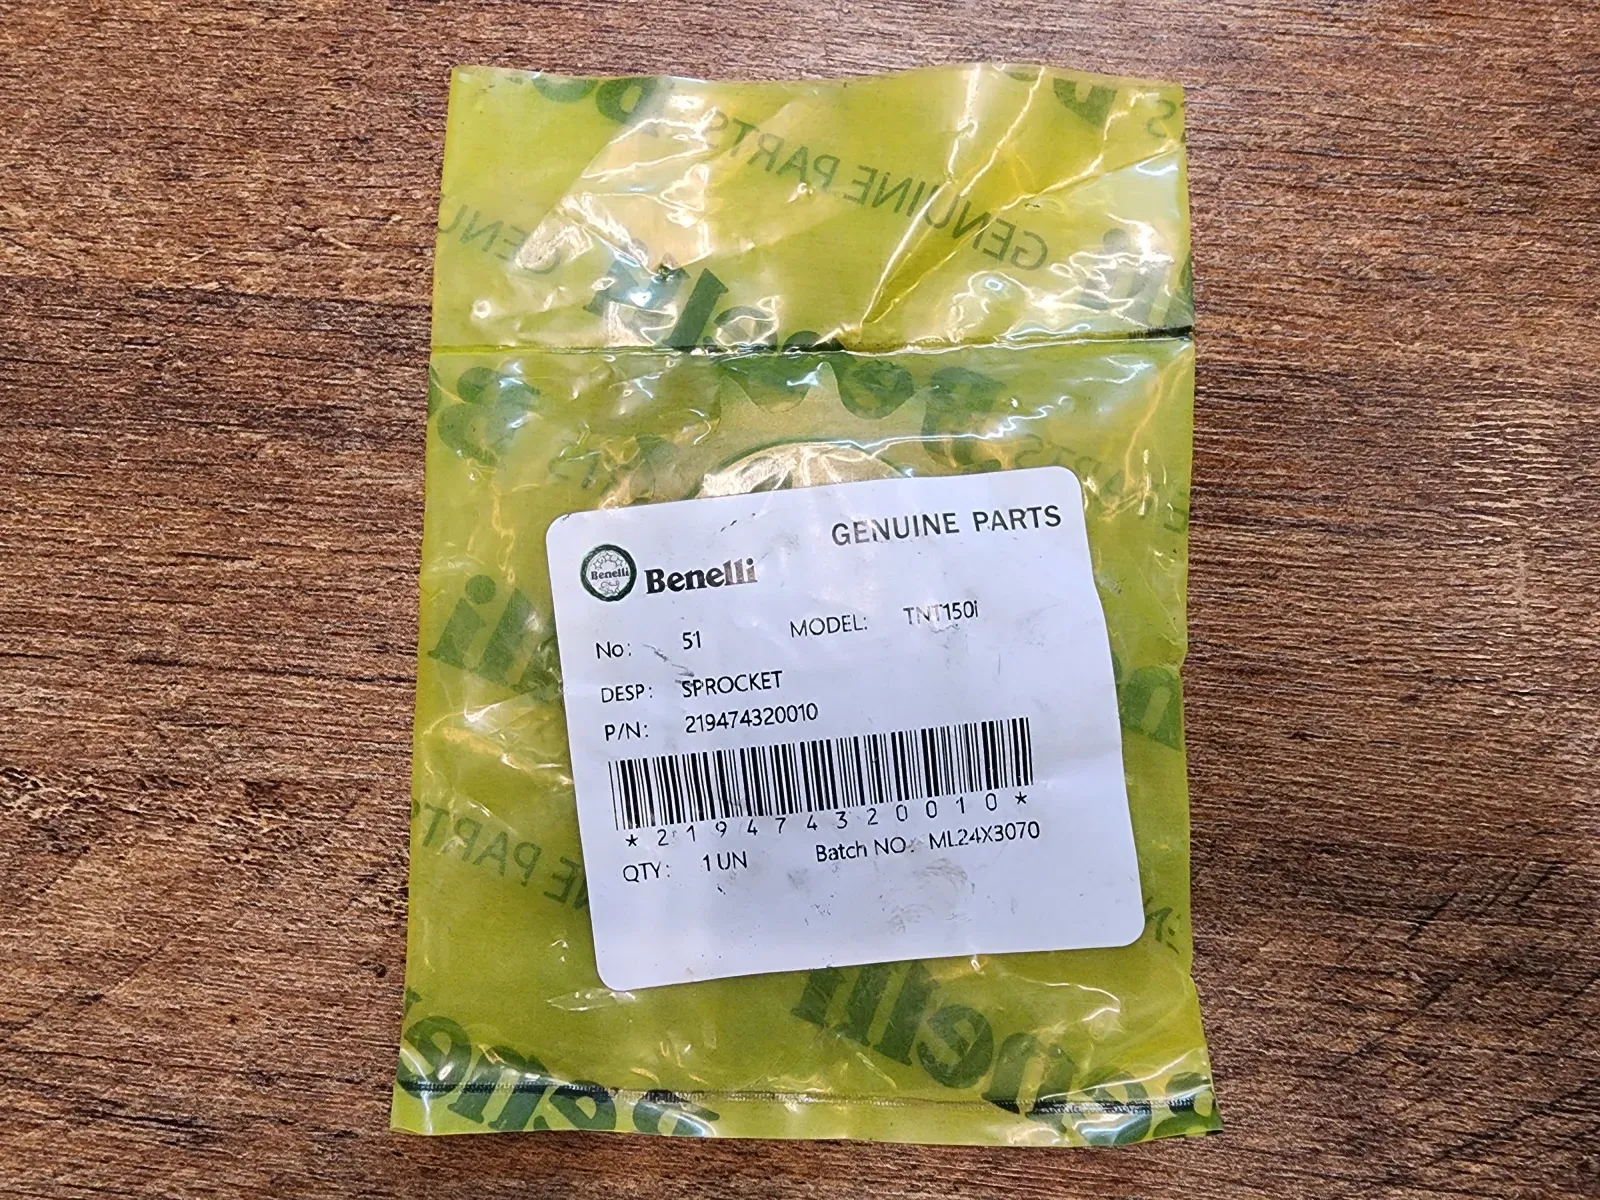 GENUINE PARTS
GENUINE PARTS
Benelli Benelli
No: 51 MODEL: TNT150i
DESP: SPROCKET
P/N: 219474320010
*219474320010*
QTY: 1 UN Batch NO: ML24X3070
Benelli